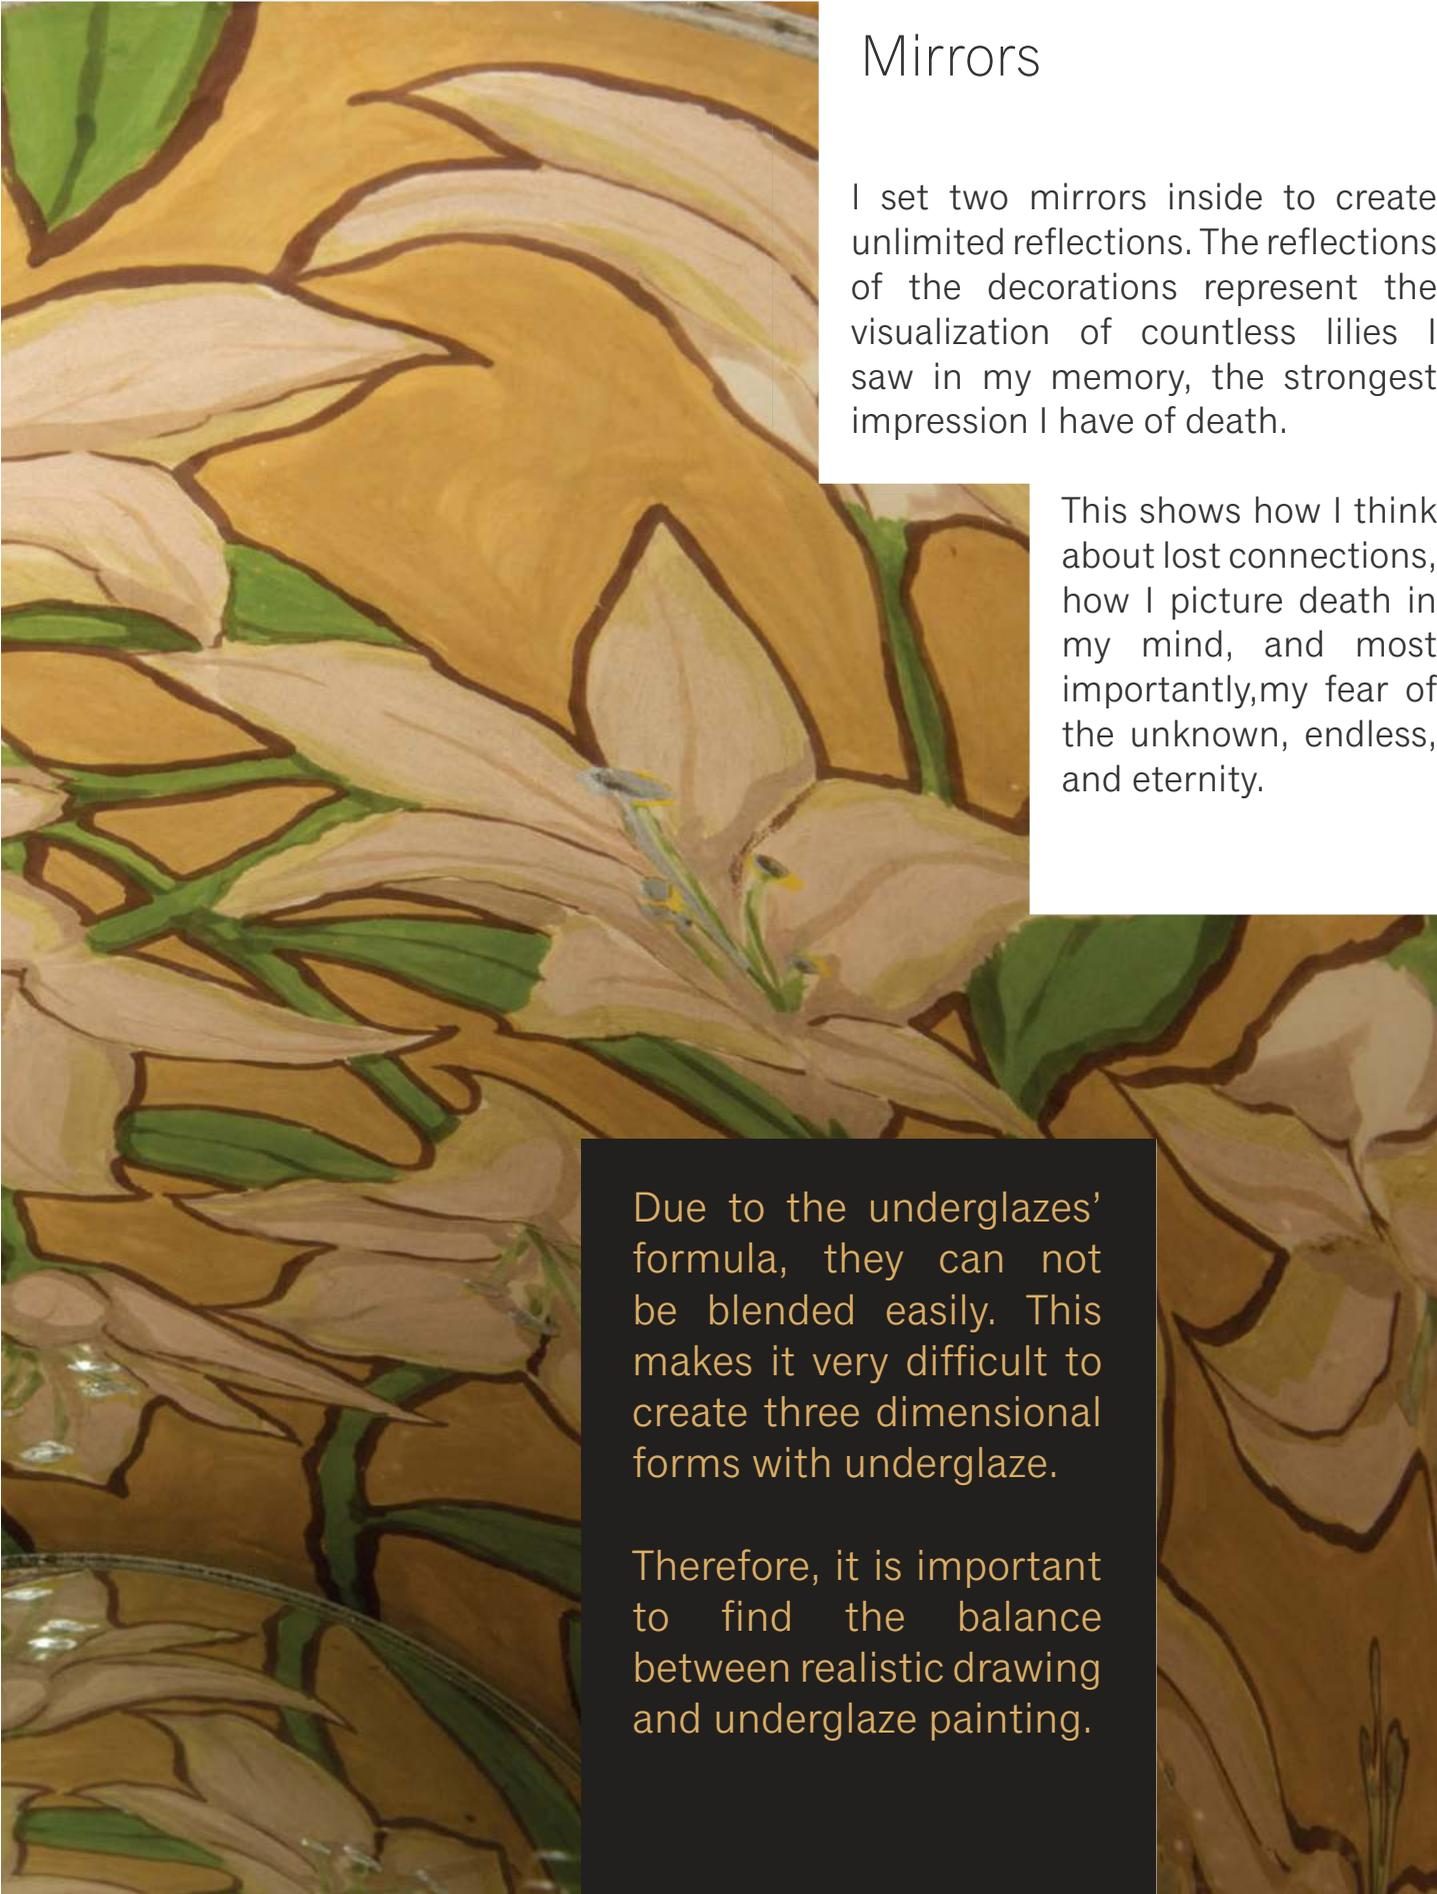 Mirrors
I set two mirrors inside to create
unlimited reflections. The reflections
of the decorations represent the
visualization of countless lilies I
saw in my memory, the strongest
impression I have of death.
This shows how I think
about lost connections,
how I picture death in
my mind, and most
importantly,my fear of
the unknown, endless,
and eternity.
Due to the underglazes’
formula, they can not
be blended easily. This
makes it very difficult to
create three dimensional
forms with underglaze.
Therefore, it is important
to find the balance
between realistic drawing
and underglaze painting.